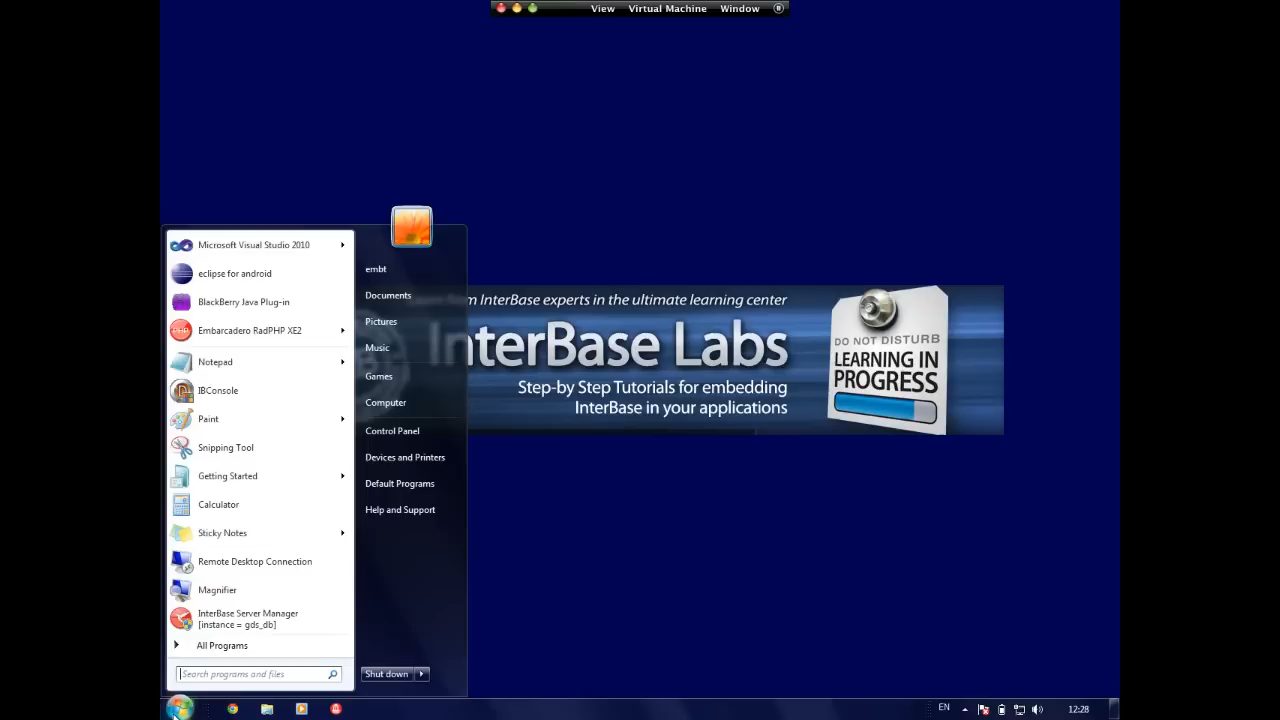 View Virtual Machine Window
Microsoft Visual Studio 2010
eclipse for android
BlackBerry Java Plug-in
PHP
Embarcadero RadPHP XE2
Notepad
IBConsole
Paint
Snipping Tool
Getting Started
Calculator
Sticky Notes
Remote Desktop Connection
Magnifier
InterBase Server Manager
[instance = gds_db]
All Programs
Search programs and files
embt
Documents
Pictures
Music
Games
Computer
Control Panel
Devices and Printers
Default Programs
Help and Support
Shut down
InterBase experts in the ultimate learning center
InterBase Labs
Step-by Step Tutorials for embedding
InterBase in your applications
DO NOT DISTURB
LEARNING IN
PROGRESS
EN
12:28